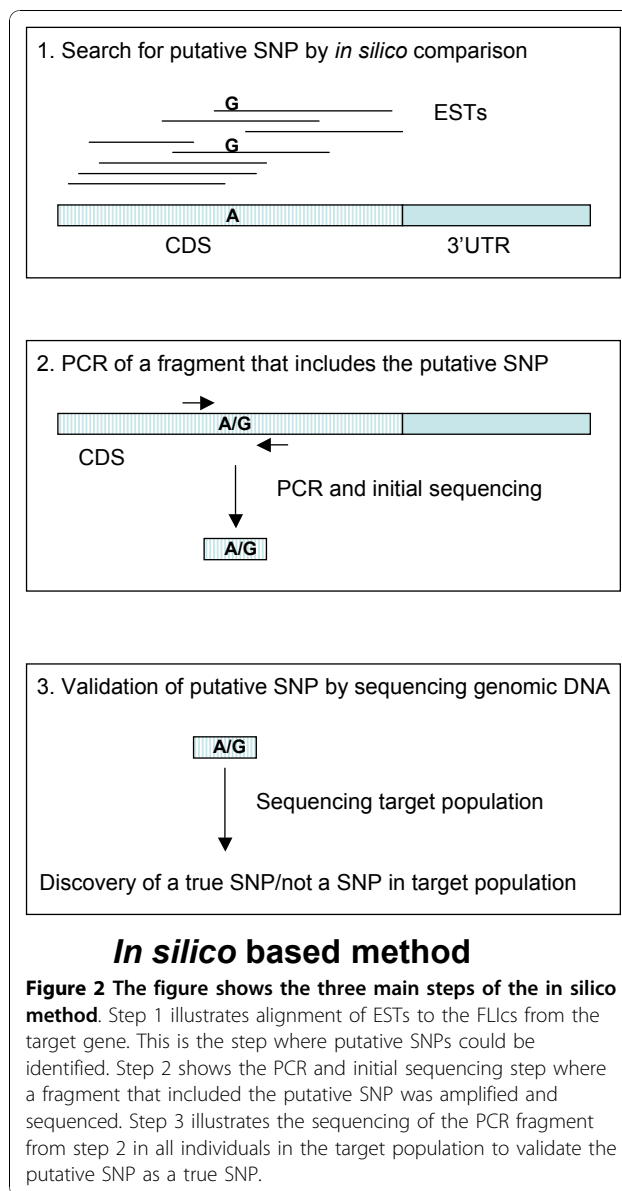 1. Search for putative SNP by in silico comparison
G
ESTs
G
A
CDS
3'UTR
2. PCR of a fragment that includes the putative SNP
A/G
CDS
PCR and initial sequencing
A/G
3. Validation of putative SNP by sequencing genomic DNA
A/G
Sequencing target population
Discovery of a true SNP/not a SNP in target population
In silico based method
Figure 2 The figure shows the three main steps of the in silico
method. Step 1 illustrates alignment of ESTs to the FLIcs from the
target gene. This is the step where putative SNPs could be
identified. Step 2 shows the PCR and initial sequencing step where
a fragment that included the putative SNP was amplified and
sequenced. Step 3 illustrates the sequencing of the PCR fragment
from step 2 in all individuals in the target population to validate the
putative SNP as a true SNP.